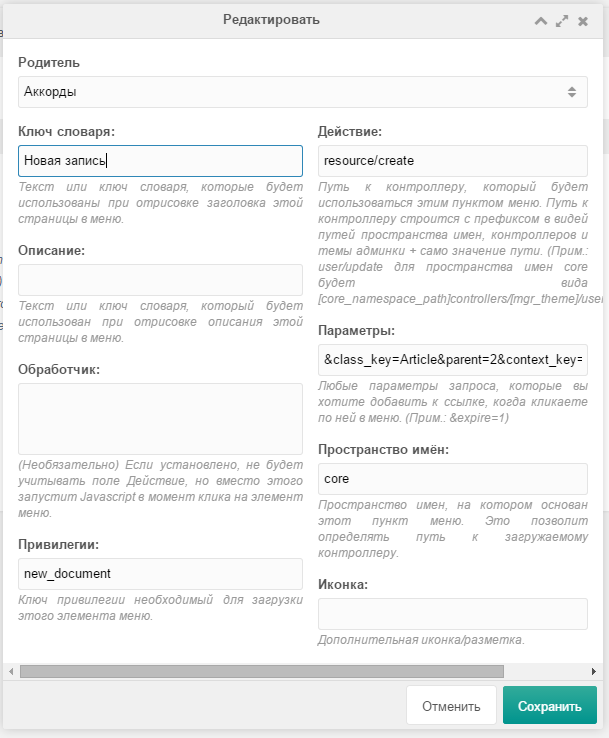 Редактировать
Родитель
Аккорды
Ключ словаря:
Новая запись
Текст или ключ словаря, которые будет
использованы при отрисовке заголовка этой
страницы в меню.
Описание:
Текст или ключ словаря, который будет
использован при отрисовке описания этой
страницы в меню.
Обработчик:
(Необязательно) Если установлено, не будет
учитывать поле Действие, но вместо этого
запустит Javascript в момент клика на элемент
меню.
Привилегии:
new_document
Ключ привилегии необходимый для загрузки
этого элемента меню.
Действие:
resource/create
Путь к контроллеру, который будет
использоваться этим пунктом меню. Путь к
контроллеру строится с префиксом в видей
путей пространства имен, контроллеров и
темы админки + само значение пути. (Прим.:
user/update для пространства имен core
будет вида
[core_namespace_path]controllers/[mgr_theme]/use
Параметры:
&class_key=Article&parent=2&context_key=
Любые параметры запроса, которые вы
хотите добавить к ссылке, когда кликаете
по ней в меню. (Прим.: &expire=1)
Пространство имён:
core
Пространство имен, на котором основан
этот пункт меню. Это позволит
определять путь к загружаемому
контроллеру.
Иконка:
Дополнительная иконка/разметка.
Отменить
Сохранить